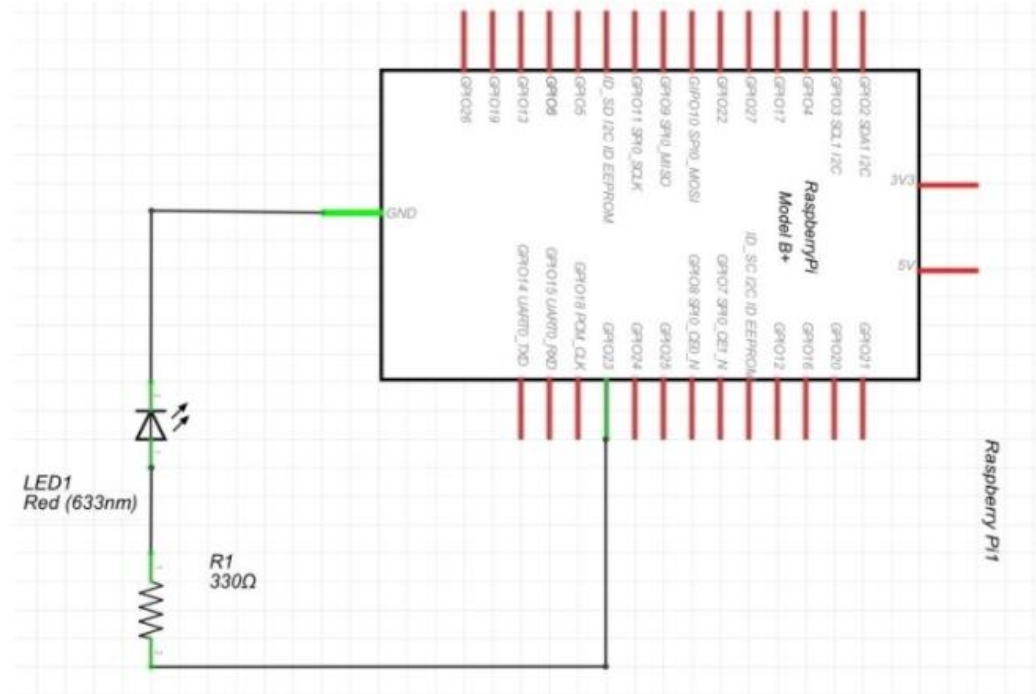 GPIO26
GPIO19
GPIO13
GPIO6
GPIO5
ID_SD I2C ID EEPROM
GPIO11 SPI0_SCLK
GPIO9 SPI0_MISO
GIPO10 SPI0_MOSI
GPIO22
GPIO27
GPIO17
GPIO4
GPIO3 SCL1 I2C
GPIO2 SDA1 I2C
3V3
RaspberryPi
Model B+
GND
5V
GPIO14 UART0_TXD
GPIO15 UART0_RXD
GPIO18 PCM_CLK
GPIO23
GPIO24
GPIO25
GPIO8 SPI0_CE0_N
GPIO7 SPI0_CE1_N
ID_SC I2C ID EEPROM
GPIO12
GPIO16
GPIO20
GPIO21
Raspberry Pi1
LED1
Red (633nm)
R1
330Ω